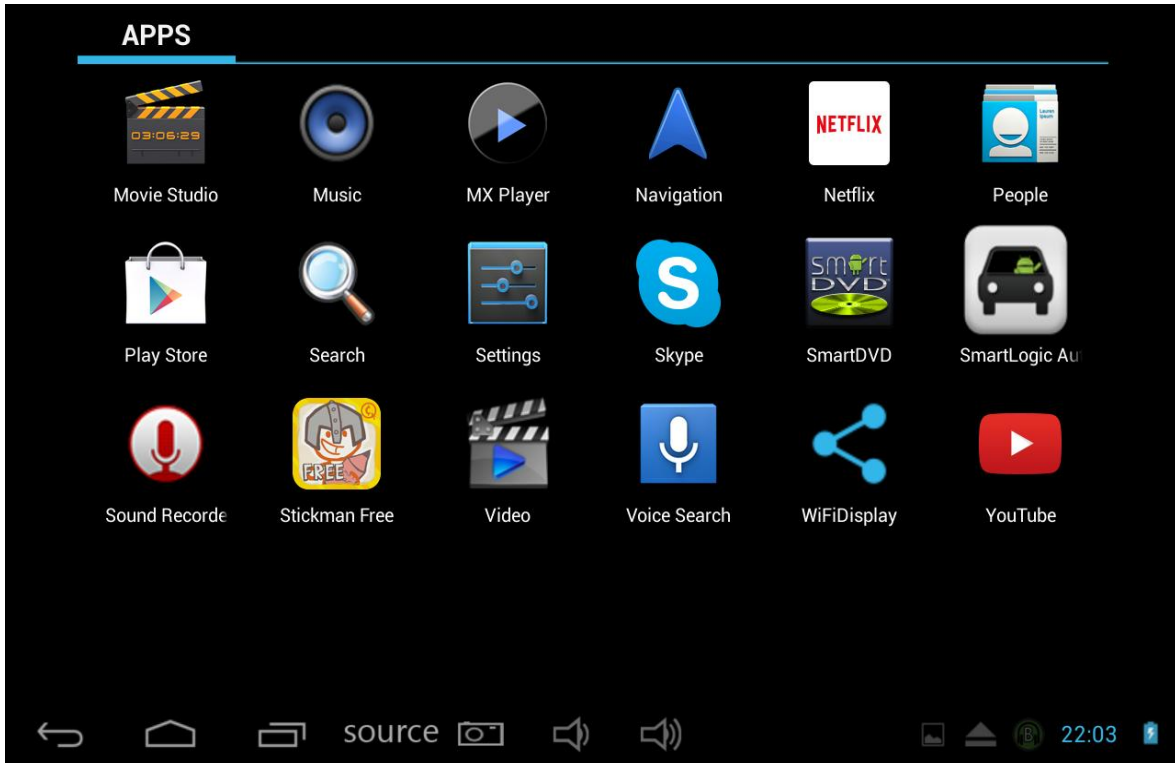 APPS
03:06:29
NETFLIX
Movie Studio Music MX Player Navigation Netflix People
smart
DVD
Play Store Search Settings Skype SmartDVD SmartLogic Au
FREE
Sound Recorde Stickman Free Video Voice Search WiFiDisplay YouTube
source 22:03